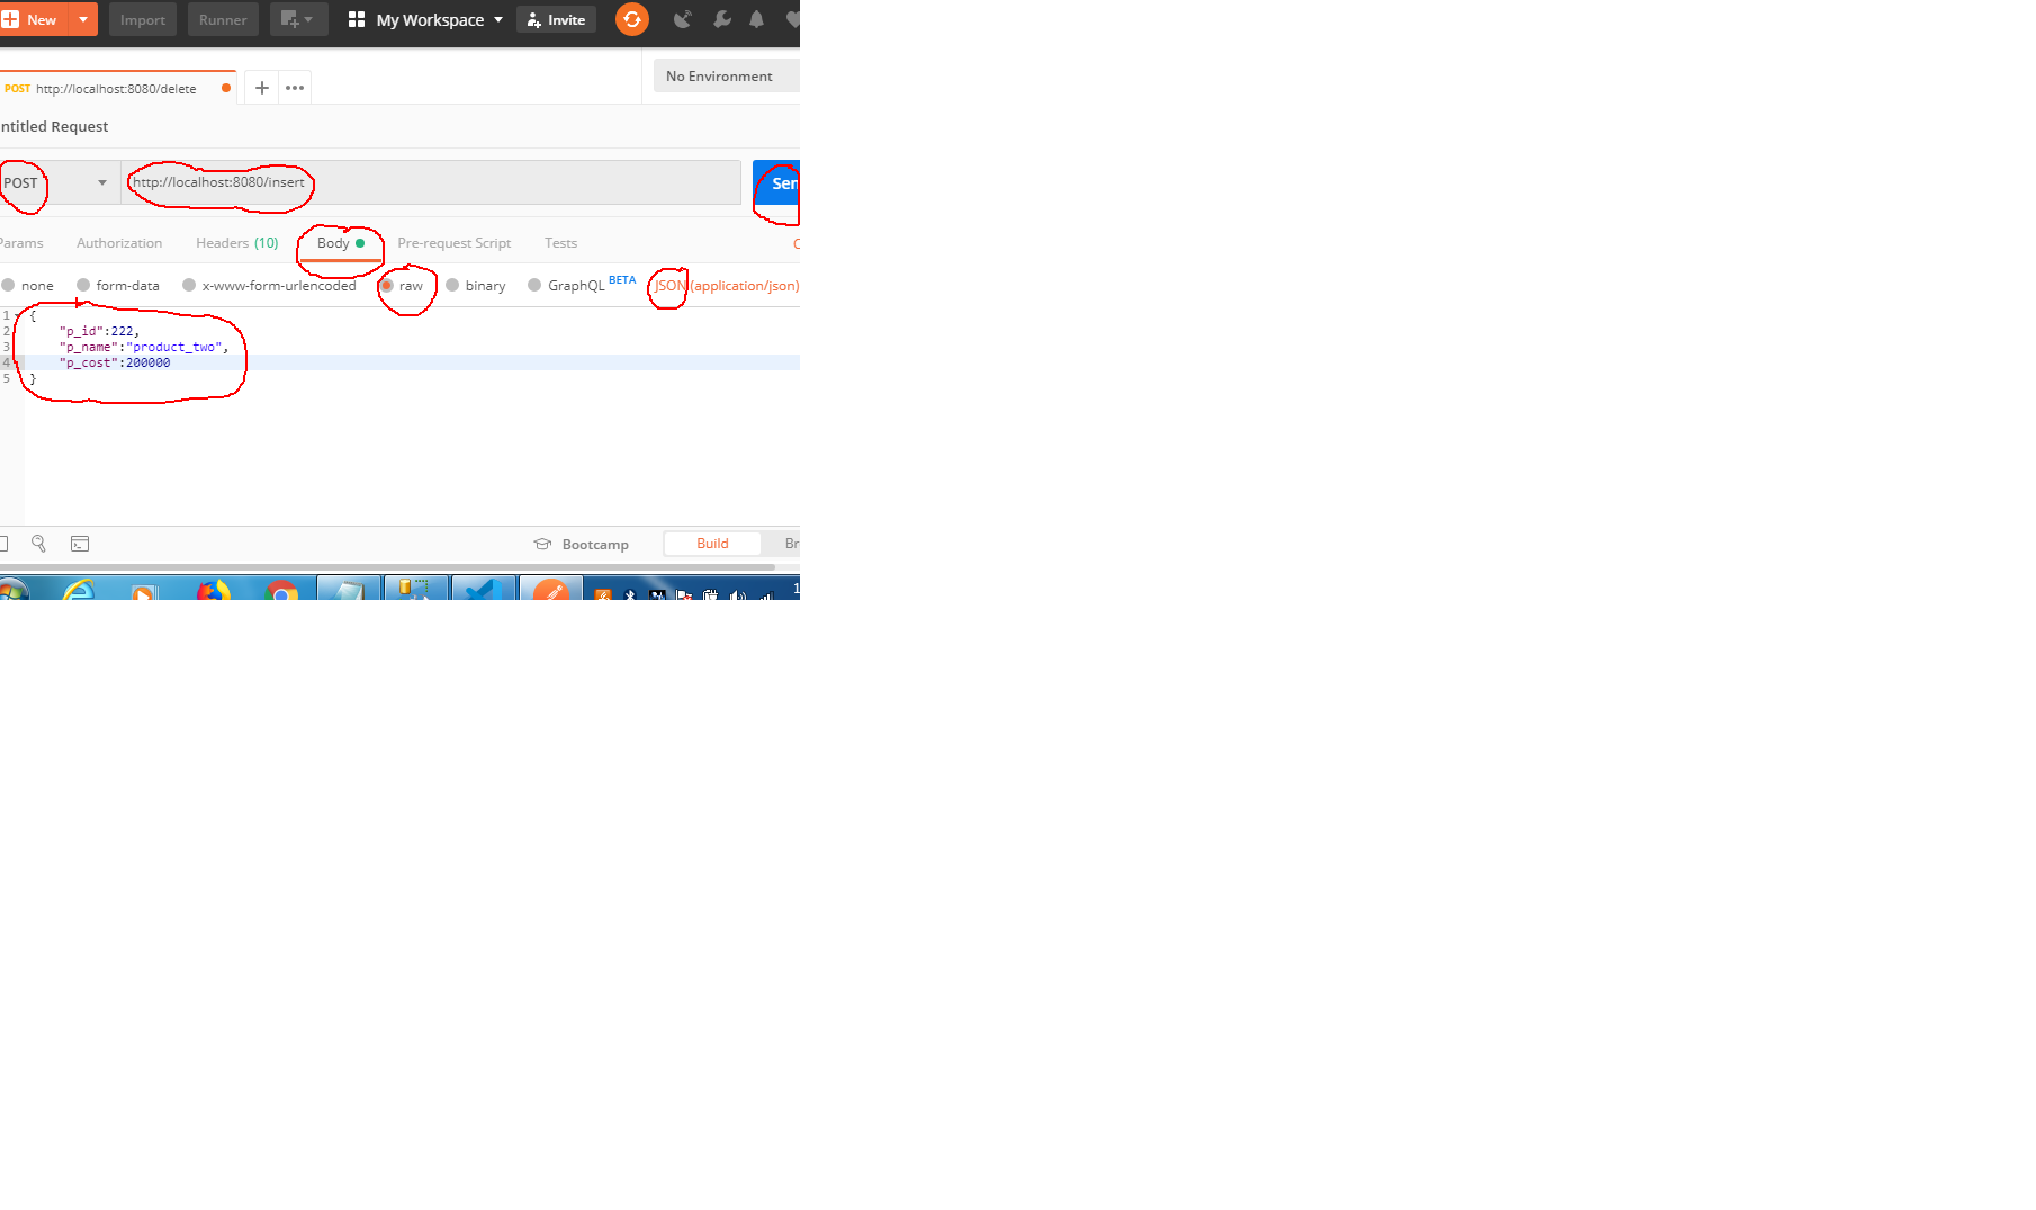 New Import Runner My Workspace Invite
POST http://localhost:8080/delete No Environment
ntitled Request
POST http://localhost:8080/insert Sen
Params Authorization Headers (10) Body Pre-request Script Tests C
none form-data x-www-form-urlencoded raw binary GraphQL BETA JSON (application/json)
1 {
2 "p_id":222,
3 "p_name":"product_two",
4 "p_cost":200000
5 }
Bootcamp Build Br
1